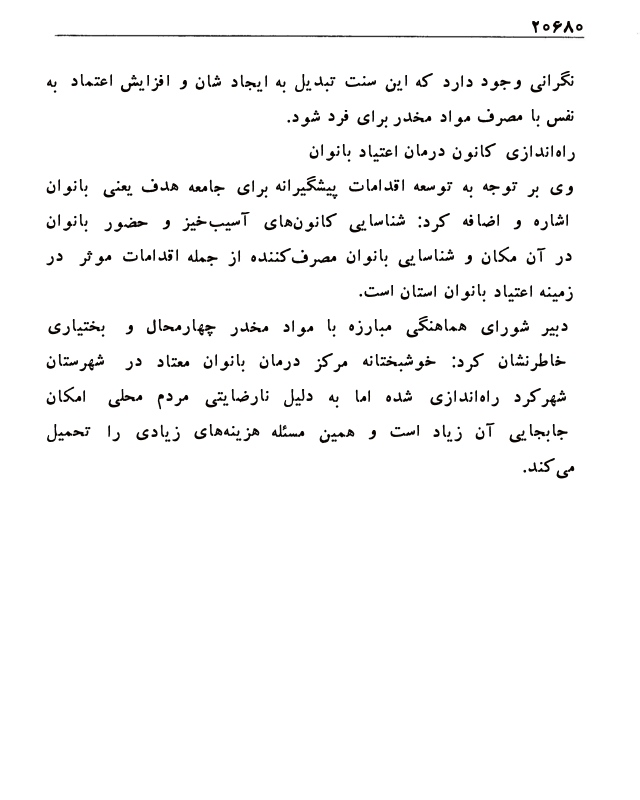 ۲۰۶۸۰
نگرانی وجود دارد که این سنت تبدیل به ایجاد شان و افزایش اعتماد به
نفس با مصرف مواد مخدر برای فرد شود.
راه‌اندازی کانون درمان اعتیاد بانوان
وی بر توجه به توسعه اقدامات پیشگیرانه برای جامعه هدف یعنی بانوان
اشاره و اضافه کرد: شناسایی کانون‌های آسیب‌خیز و حضور بانوان
در آن مکان و شناسایی بانوان مصرف‌کننده از جمله اقدامات موثر در
زمینه اعتیاد بانوان استان است.
دبیر شورای هماهنگی مبارزه با مواد مخدر چهارمحال و بختیاری
خاطرنشان کرد: خوشبختانه مرکز درمان بانوان معتاد در شهرستان
شهرکرد راه‌اندازی شده اما به دلیل نارضایتی مردم محلی امکان
جابجایی آن زیاد است و همین مسئله هزینه‌های زیادی را تحمیل
می‌کند.